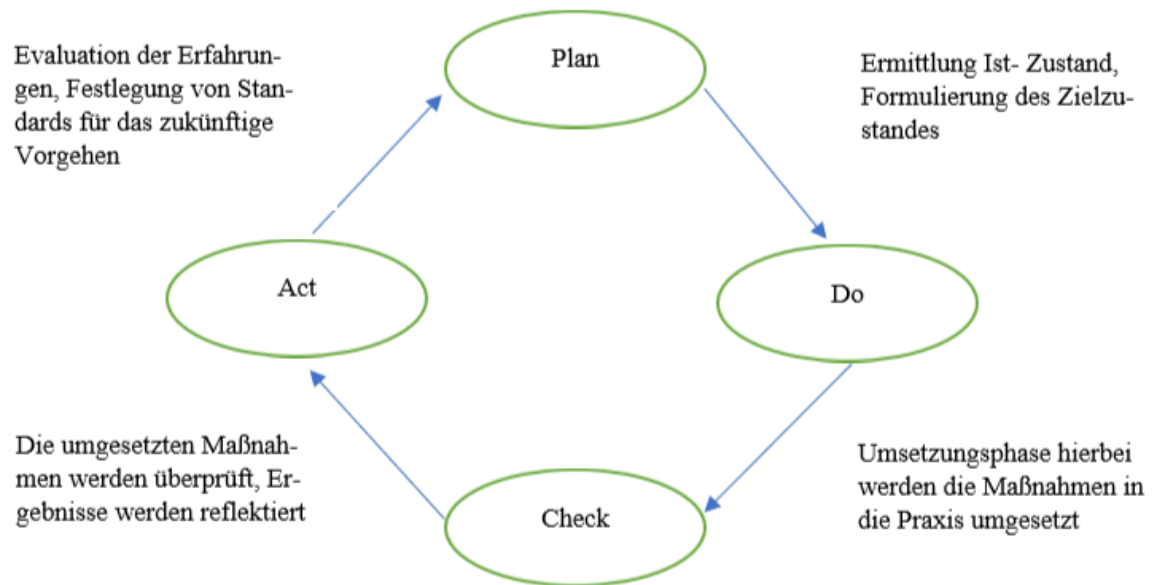 Plan
Ermittlung Ist- Zustand,
Formulierung des Zielzu-
standes
Do
Umsetzungsphase hierbei
werden die Maßnahmen in
die Praxis umgesetzt
Check
Die umgesetzten Maßnah-
men werden überprüft, Er-
gebnisse werden reflektiert
Act
Evaluation der Erfahrun-
gen, Festlegung von Stan-
dards für das zukünftige
Vorgehen